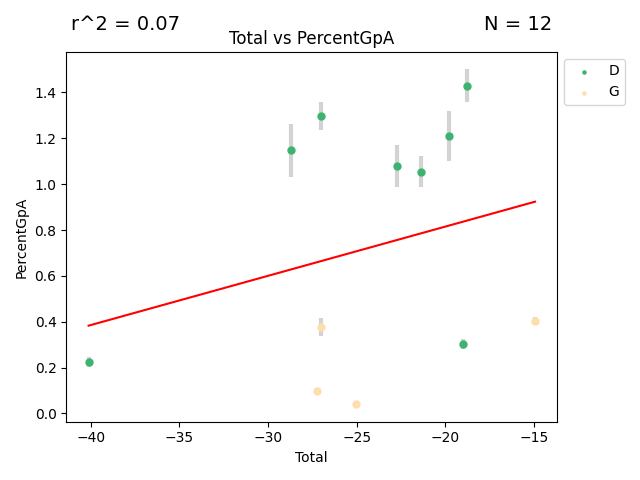 r^2 = 0.07
N = 12
Total vs PercentGpA
D
G
PercentGpA
1.4
1.2
1.0
0.8
0.6
0.4
0.2
0.0
−40
−35
−30
−25
−20
−15
Total